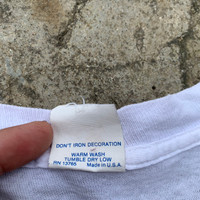 DON'T IRON DECORATION
WARM WASH
TUMBLE DRY LOW
RN 13765 Made in U.S.A.